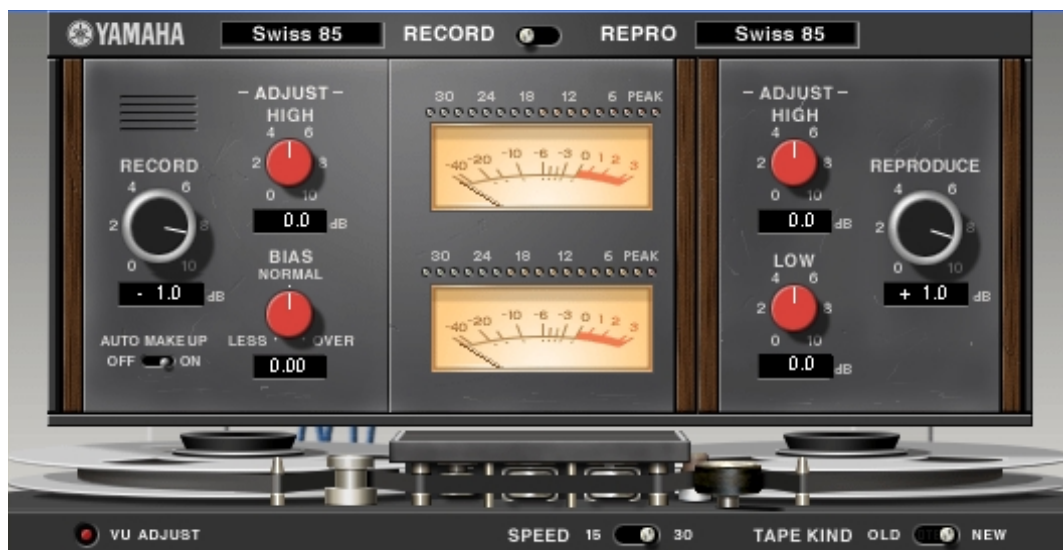 YAMAHA Swiss 85 RECORD REPRO Swiss 85
- ADJUST -
HIGH
4 6
2 8
0 10
0.0 dB
RECORD
4 6
2 8
0 10
- 1.0 dB
BIAS
NORMAL
LESS OVER
0.00
AUTO MAKE UP
OFF ON
30 24 18 12 6 PEAK
-40 -20 -10 -6 -3 0 1 2 3
30 24 18 12 6 PEAK
-40 -20 -10 -6 -3 0 1 2 3
- ADJUST -
HIGH
4 6
2 8
0 10
0.0 dB
LOW
4 6
2 8
0 10
0.0 dB
REPRODUCE
4 6
2 8
0 10
+ 1.0 dB
VU ADJUST SPEED 15 30 TAPE KIND OLD NEW